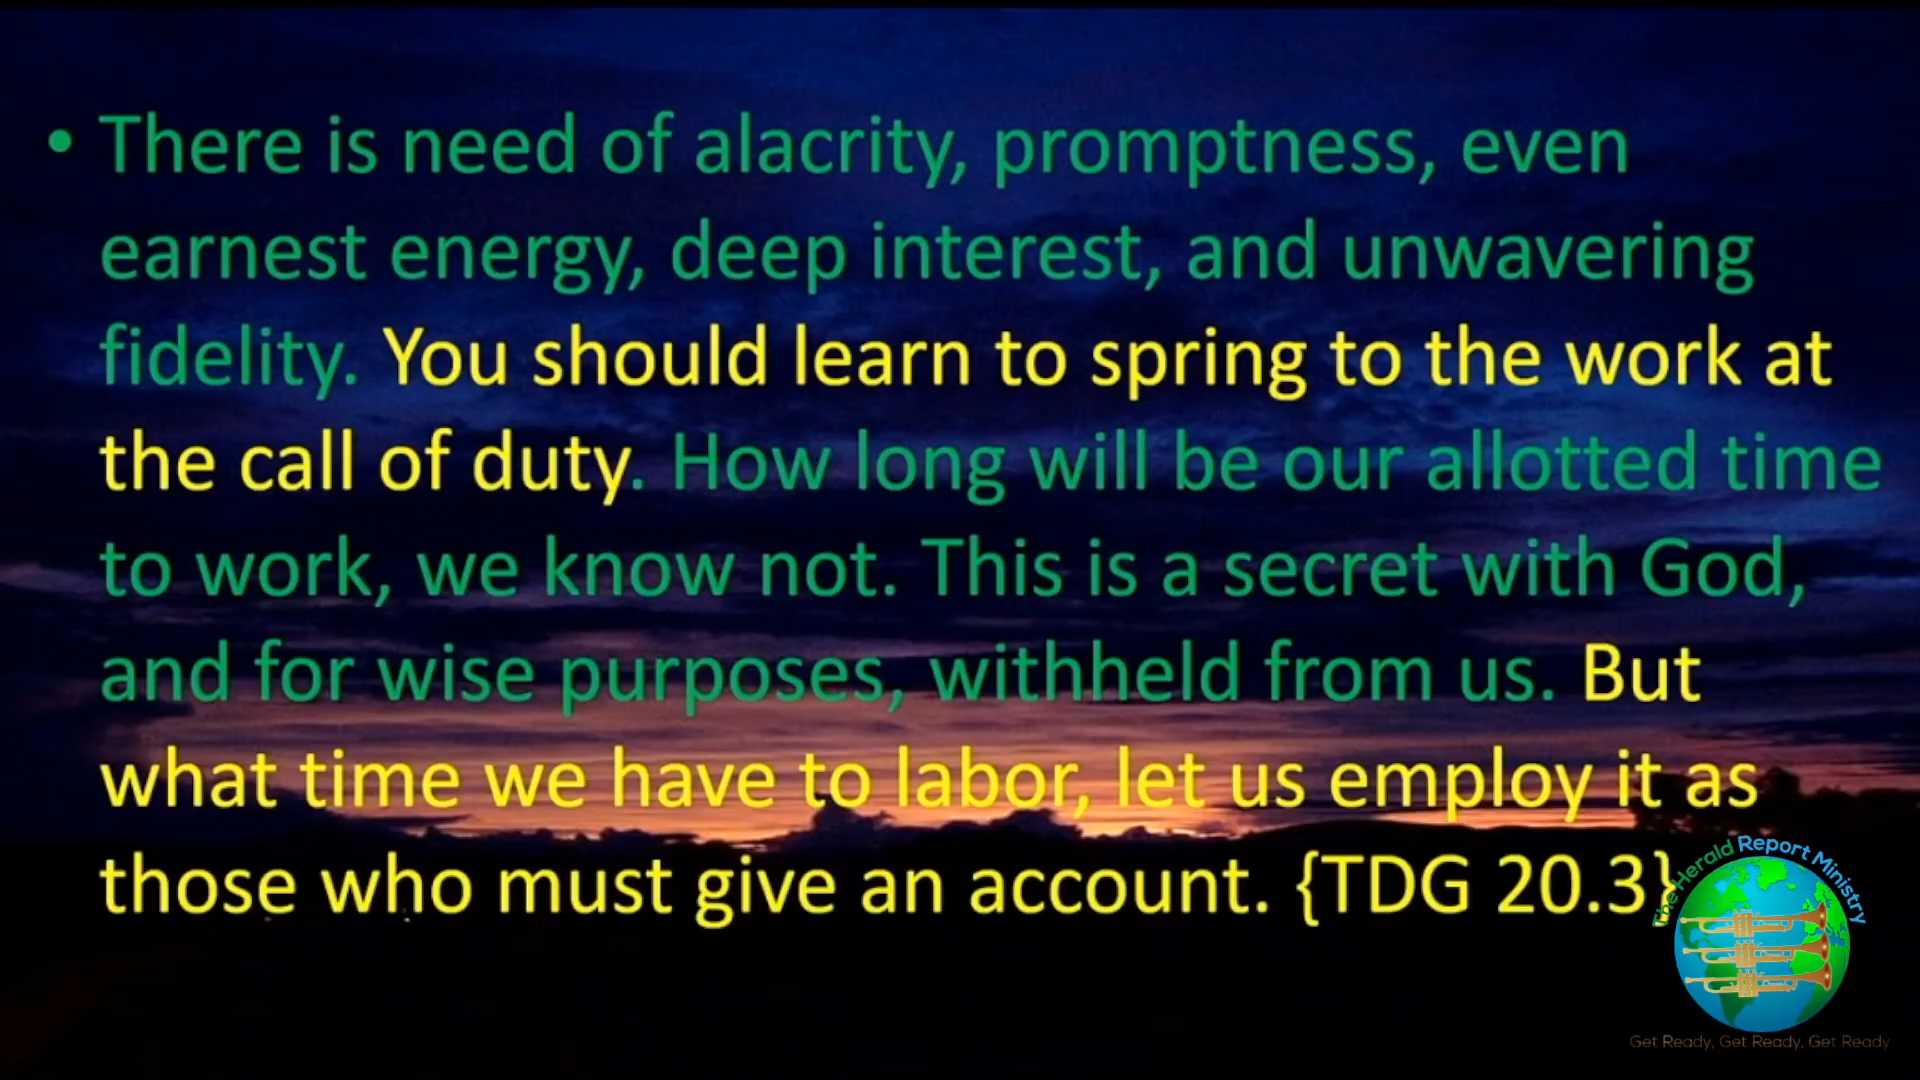 • There is need of alacrity, promptness, even
earnest energy, deep interest, and unwavering
fidelity. You should learn to spring to the work at
the call of duty. How long will be our allotted time
to work, we know not. This is a secret with God,
and for wise purposes, withheld from us. But
what time we have to labor, let us employ it as
those who must give an account. {TDG 20.3}
The Herald Report Ministry
Get Ready, Get Ready, Get Ready